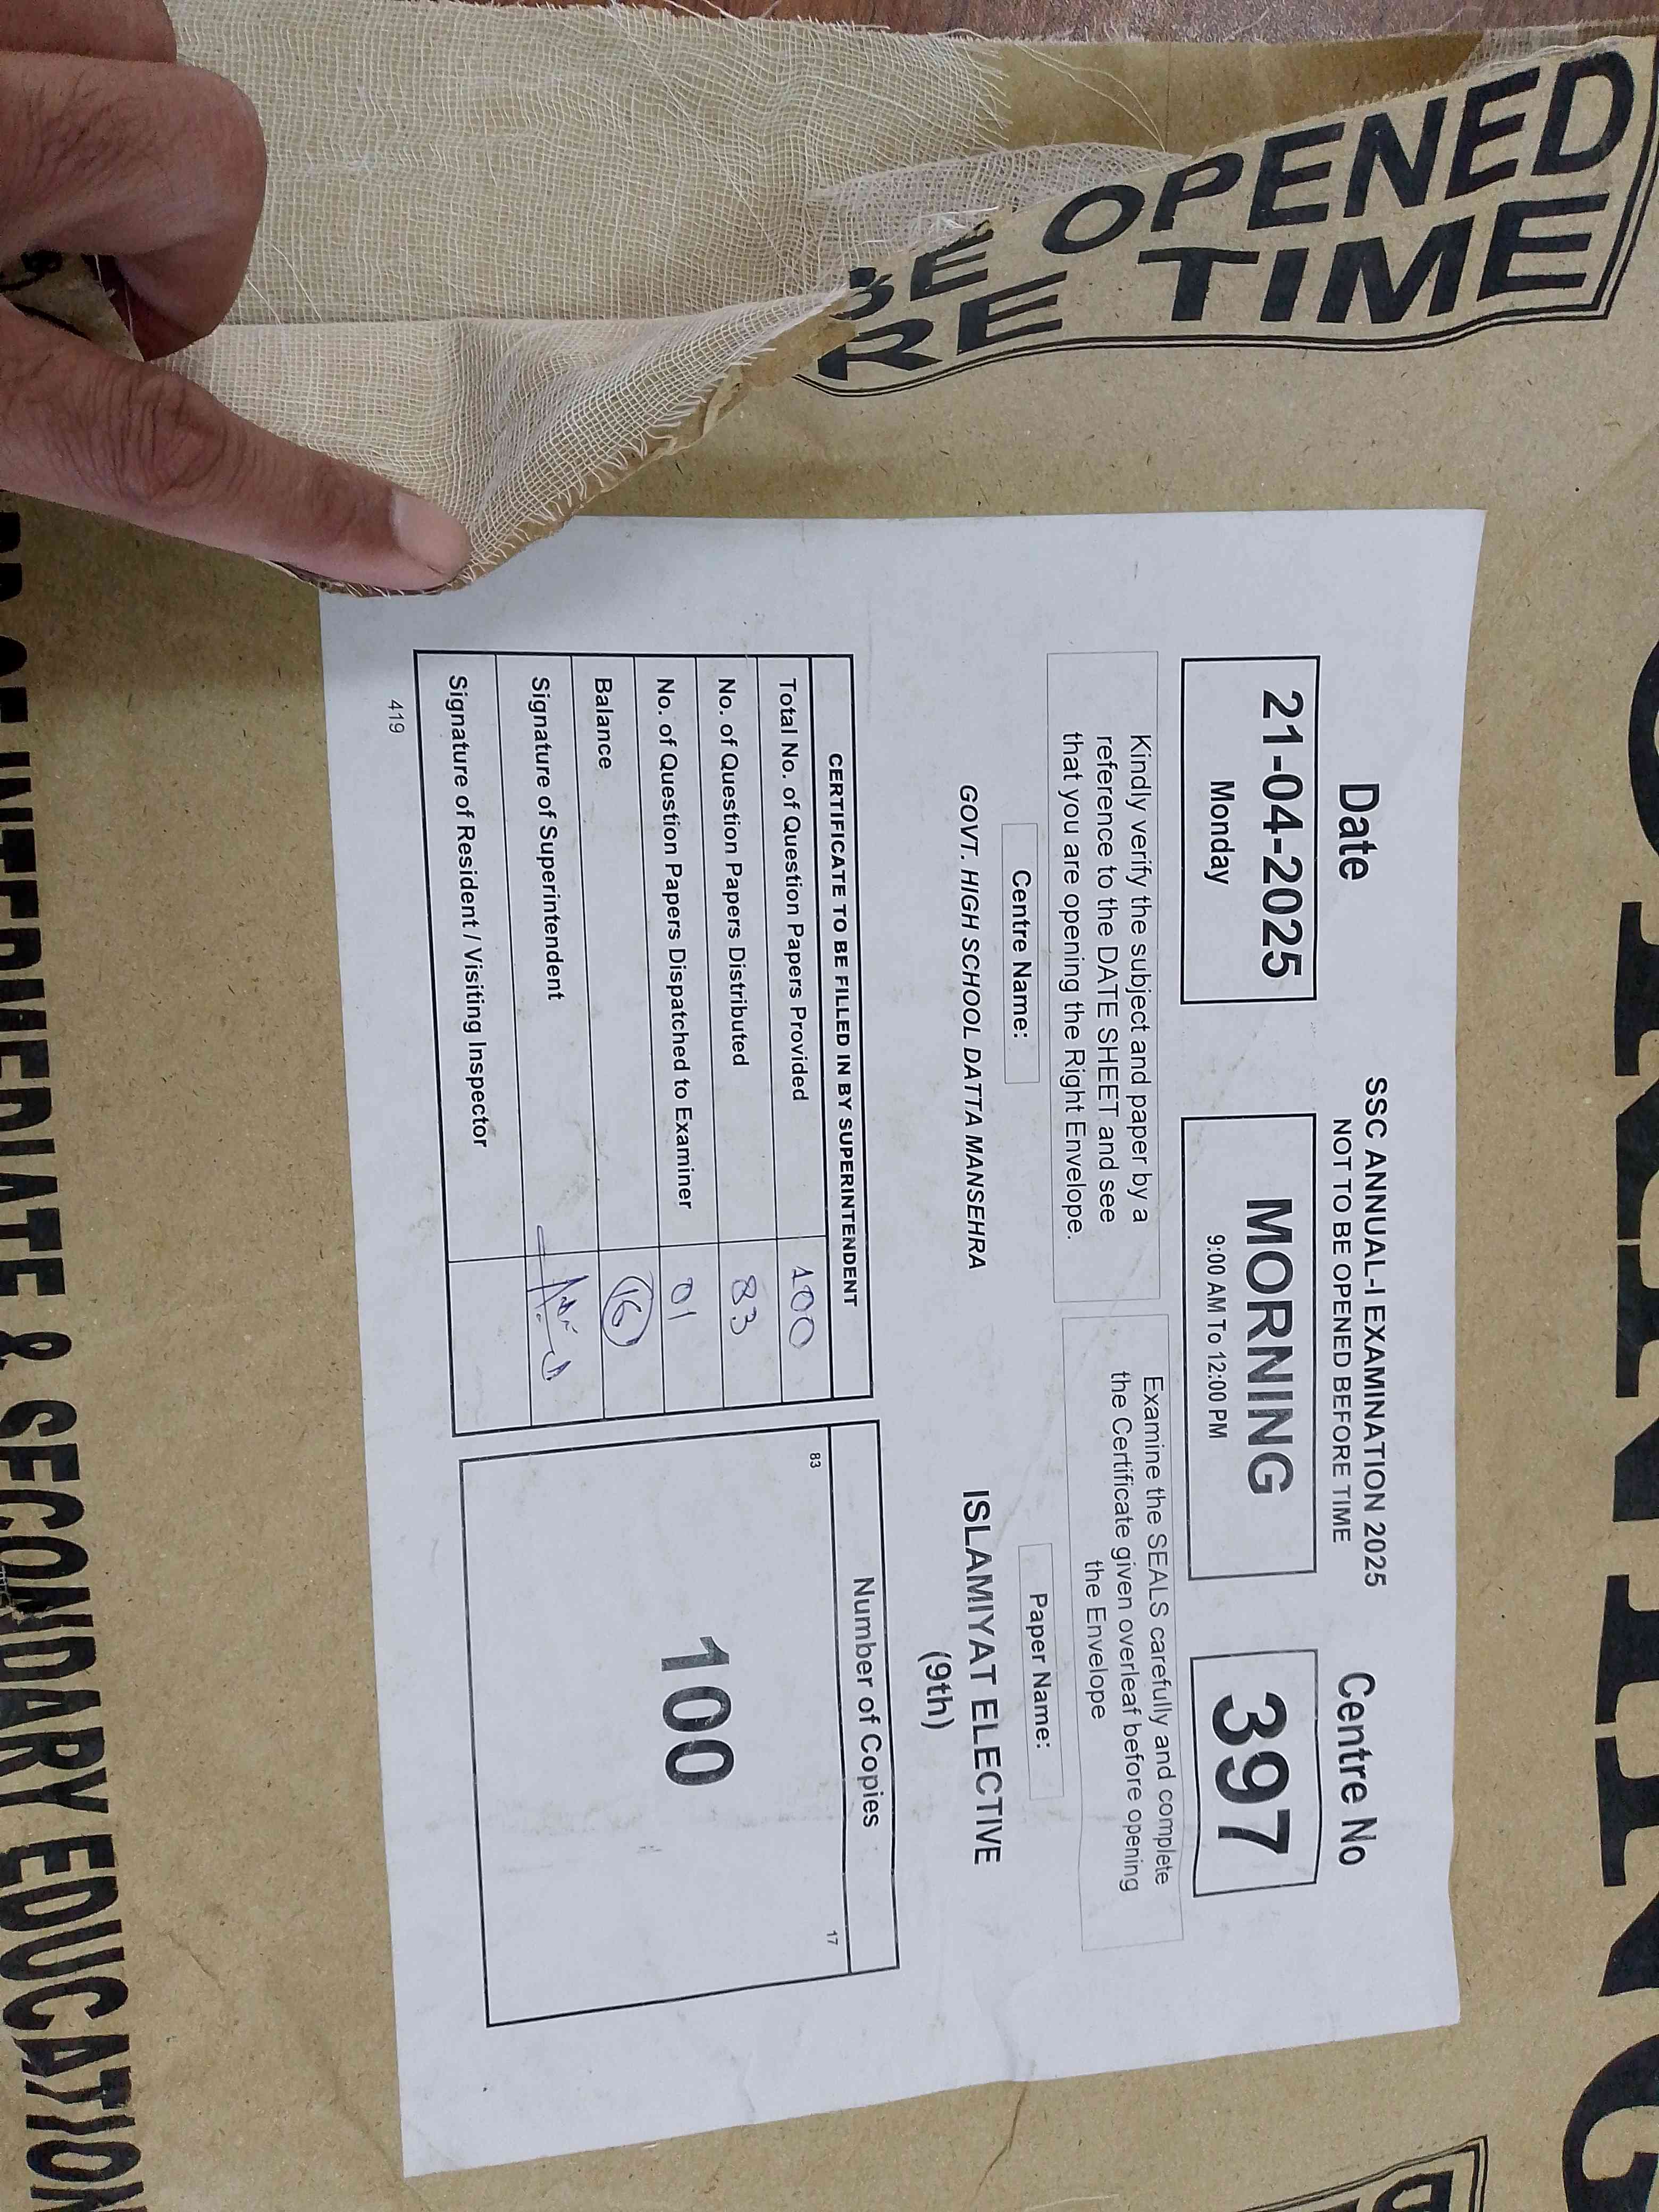 BE OPENED
RE TIME
SSC ANNUAL-I EXAMINATION 2025
NOT TO BE OPENED BEFORE TIME
Date
Centre No
21-04-2025
Monday
MORNING
9:00 AM To 12:00 PM
397
Kindly verify the subject and paper by a
reference to the DATE SHEET and see
that you are opening the Right Envelope.
Examine the SEALS carefully and complete
the Certificate given overleaf before opening
the Envelope
Centre Name:
Paper Name:
GOVT. HIGH SCHOOL DATTA MANSEHRA
ISLAMIYAT ELECTIVE
(9th)
CERTIFICATE TO BE FILLED IN BY SUPERINTENDENT
Total No. of Question Papers Provided 100
No. of Question Papers Distributed 83
No. of Question Papers Dispatched to Examiner 01
Balance 16
Signature of Superintendent
Signature of Resident / Visiting Inspector
419
Number of Copies
83 17
100
INTERMEDIATE & SECONDARY EDUCATION